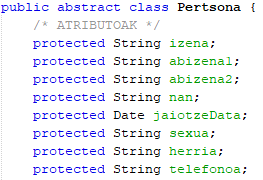 public abstract class Pertsona {
/* ATRIBUTOAK */
protected String izena;
protected String abizena1;
protected String abizena2;
protected String nan;
protected Date jaiotzeData;
protected String sexua;
protected String herria;
protected String telefonoa;